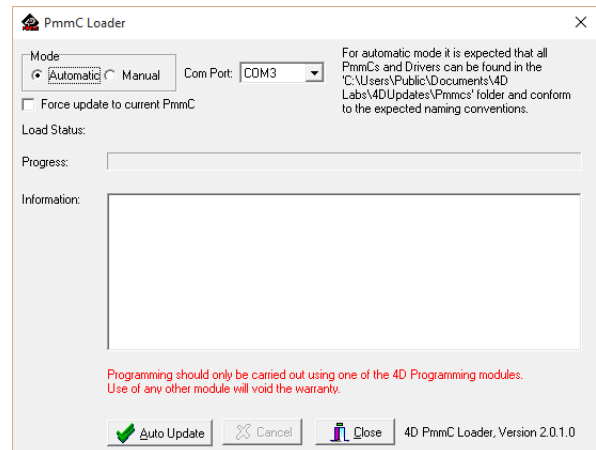 PmmC Loader
Mode
Automatic Manual
Com Port: COM3
For automatic mode it is expected that all
PmmCs and Drivers can be found in the
'C:\Users\Public\Documents\4D
Labs\4DUpdates\Pmmcs' folder and conform
to the expected naming conventions.
Force update to current PmmC
Load Status:
Progress:
Information:
Programming should only be carried out using one of the 4D Programming modules.
Use of any other module will void the warranty.
Auto Update Cancel Close 4D PmmC Loader, Version 2.0.1.0